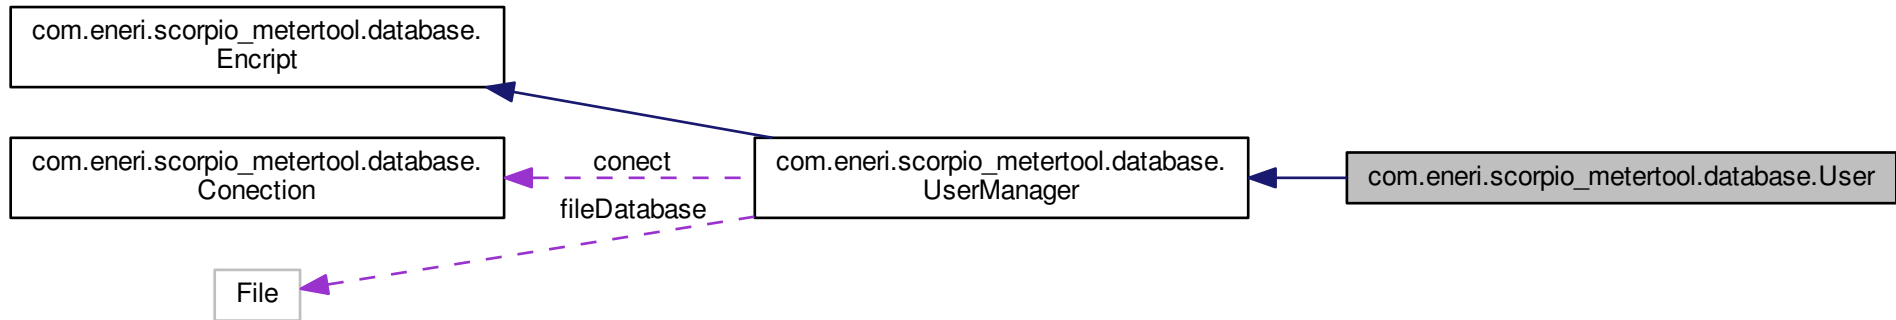 com.eneri.scorpio_metertool.database.
Encript
com.eneri.scorpio_metertool.database.
Conection
conect
fileDatabase
com.eneri.scorpio_metertool.database.
UserManager
com.eneri.scorpio_metertool.database.User
File